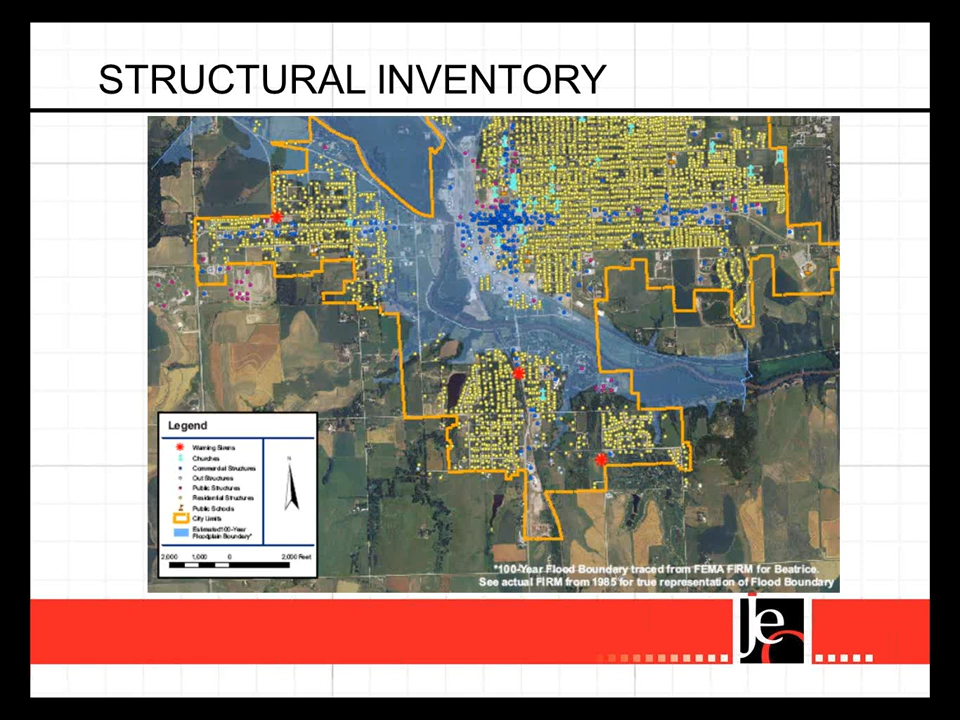 STRUCTURAL INVENTORY
Legend
Warning Sirens
Churches
Commercial Structures
Out Structures
Public Structures
Residential Structures
Public Schools
City Limits
Estimated 100-Year
Floodplain Boundary*
N
2,000 1,000 0 2,000 Feet
*100-Year Flood Boundery traced from FEMA FIRM for Beatrice.
See actual FIRM from 1985 for true representation of Flood Boundary
Jeo